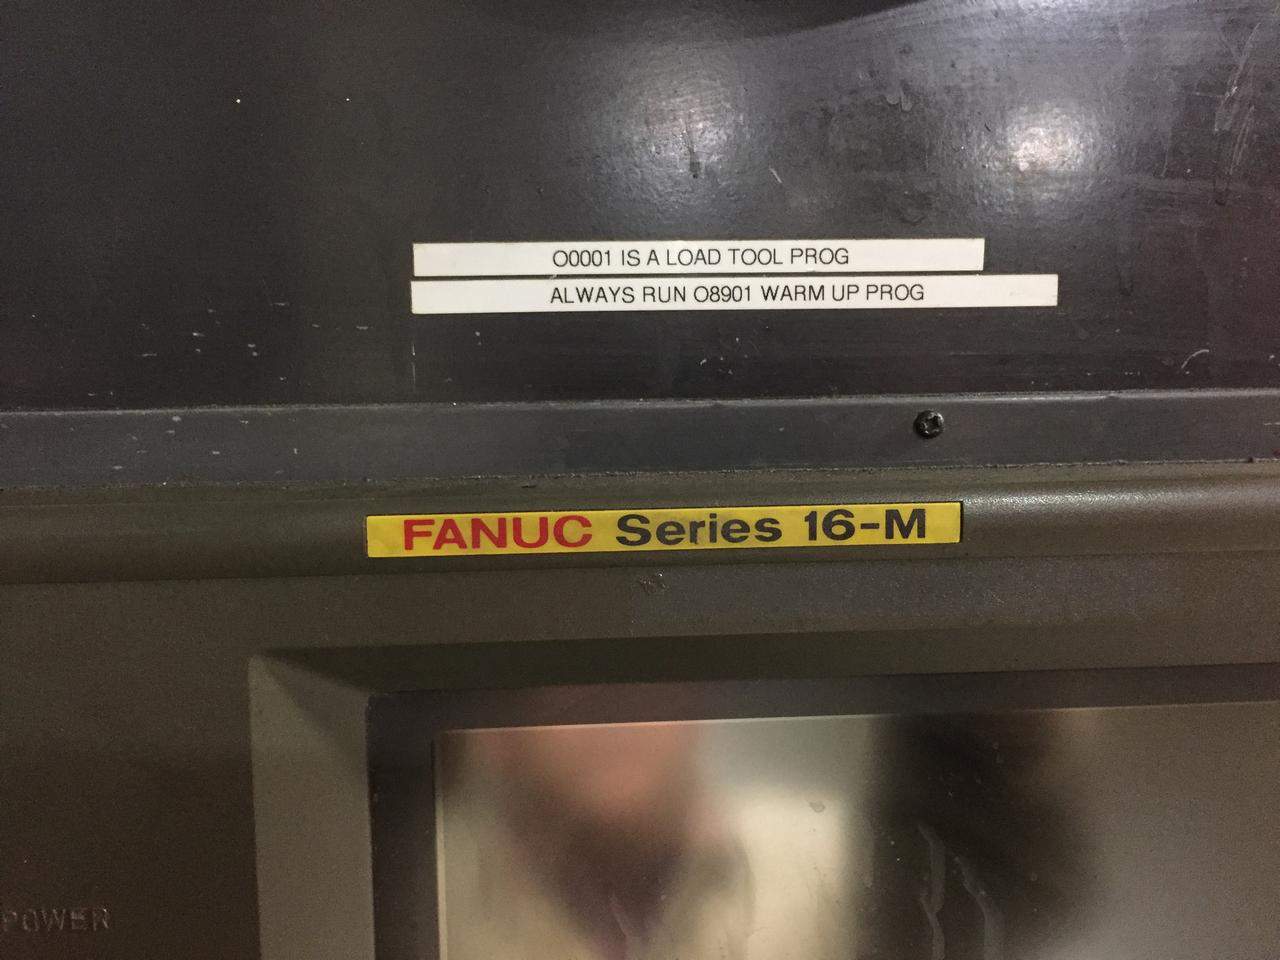 O0001 IS A LOAD TOOL PROG
ALWAYS RUN O8901 WARM UP PROG
FANUC Series 16-M
POWER